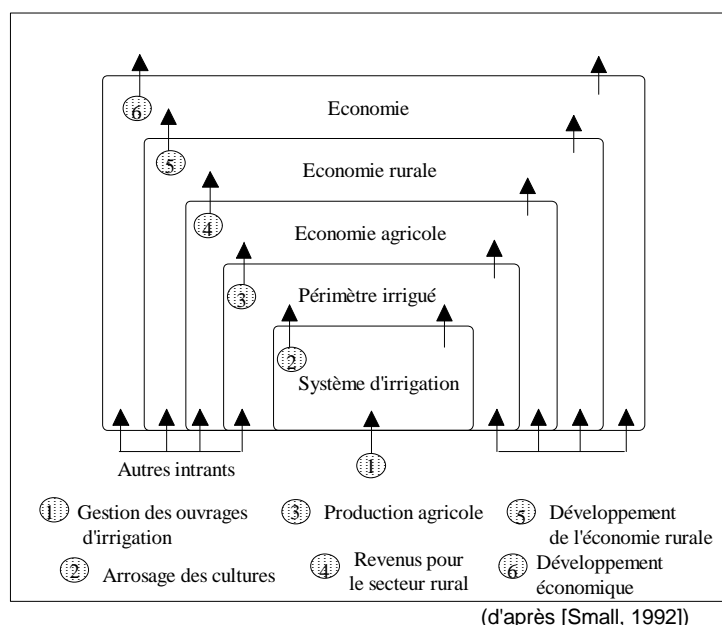 6
Economie
5
Economie rurale
4
Economie agricole
3
Périmètre irrigué
2
Système d'irrigation
Autres intrants
1
1 Gestion des ouvrages
d'irrigation
3 Production agricole
5 Développement
de l'économie rurale
2 Arrosage des cultures
4 Revenus pour
le secteur rural
6 Développement
économique
(d'après [Small, 1992])